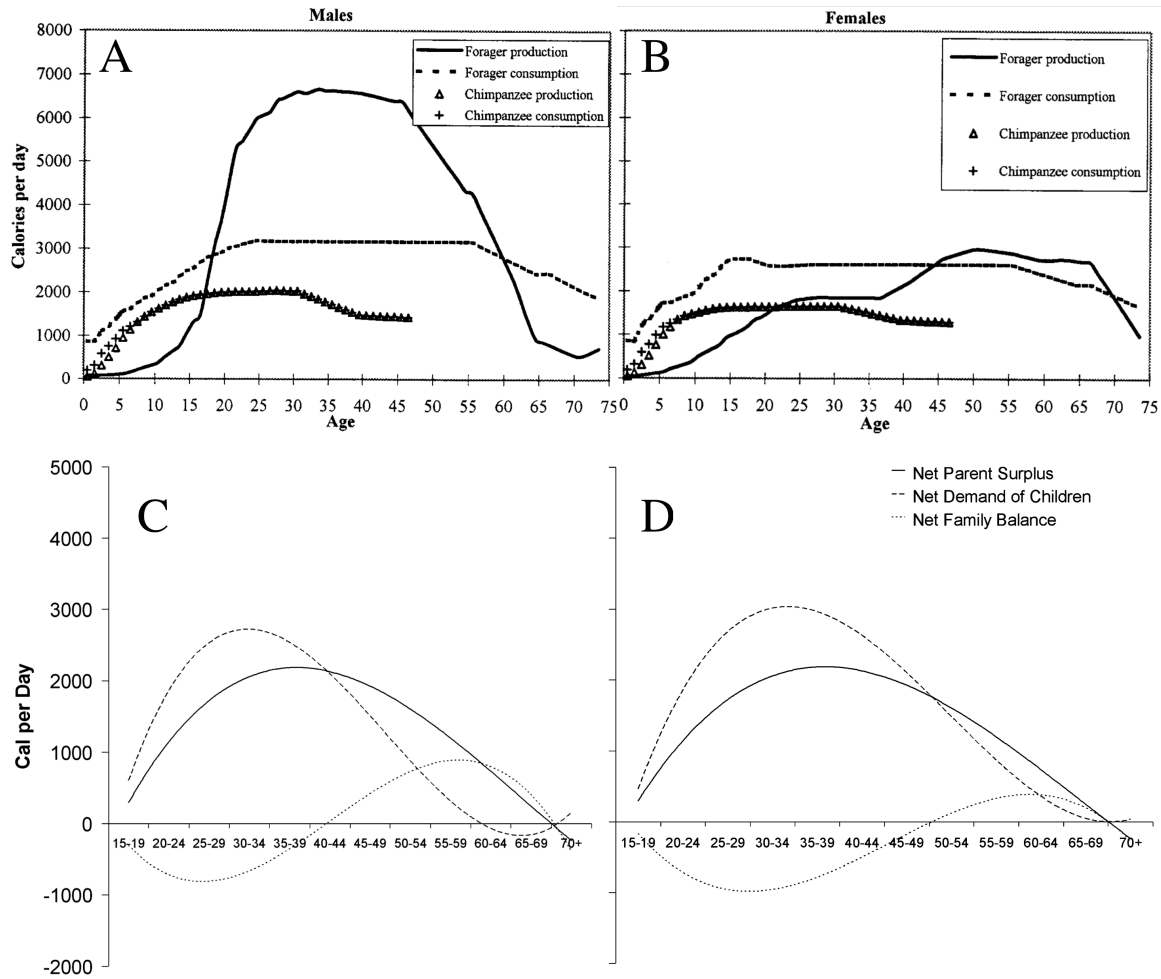 Males
Females
A
B
Forager production
Forager consumption
Chimpanzee production
Chimpanzee consumption
Forager production
Forager consumption
Chimpanzee production
Chimpanzee consumption
Calories per day
8000
7000
6000
5000
4000
3000
2000
1000
0
0 5 10 15 20 25 30 35 40 45 50 55 60 65 70 75
0 5 10 15 20 25 30 35 40 45 50 55 60 65 70 75
Age
Age
C
D
Net Parent Surplus
Net Demand of Children
Net Family Balance
Cal per Day
5000
4000
3000
2000
1000
0
-1000
-2000
15-19 20-24 25-29 30-34 35-39 40-44 45-49 50-54 55-59 60-64 65-69 70+
15-19 20-24 25-29 30-34 35-39 40-44 45-49 50-54 55-59 60-64 65-69 70+